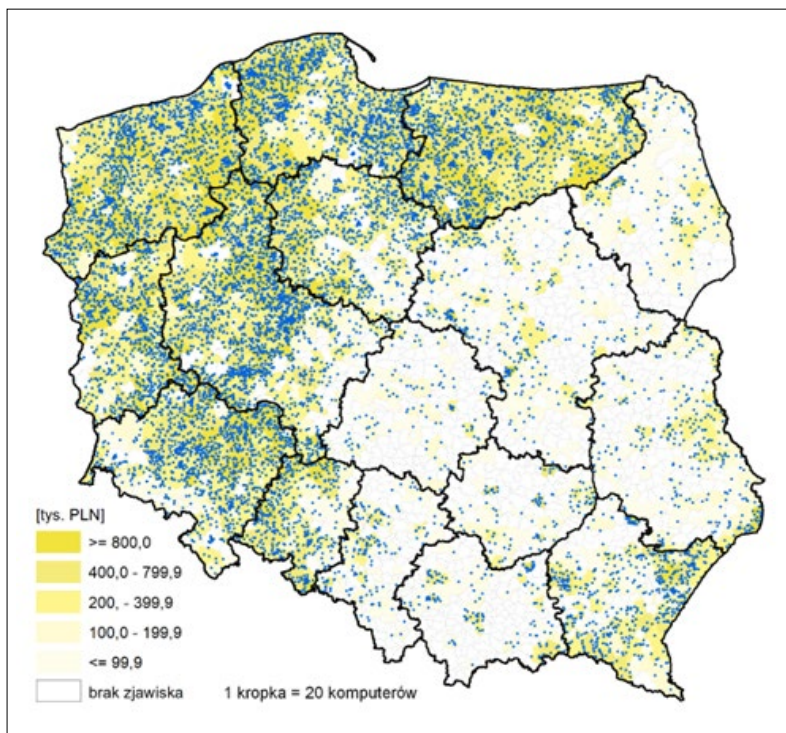 [tys. PLN]
>= 800,0
400,0 - 799,9
200, - 399,9
100,0 - 199,9
<= 99,9
brak zjawiska 1 kropka = 20 komputerów